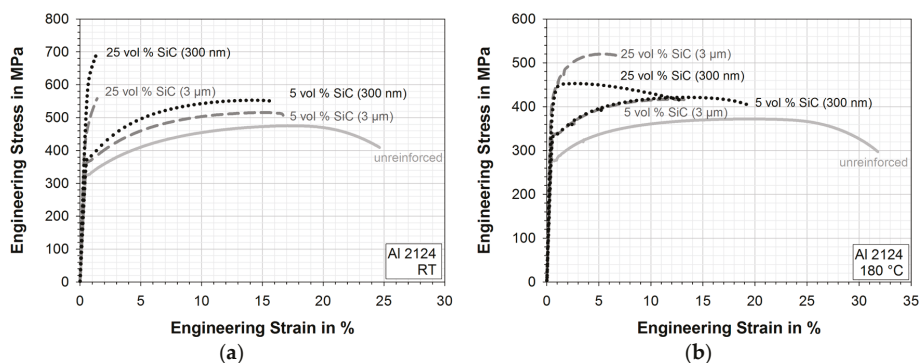 Engineering Stress in MPa
800
700
600
500
400
300
200
100
0
25 vol % SiC (300 nm)
25 vol % SiC (3 µm)
5 vol % SiC (300 nm)
5 vol % SiC (3 µm)
unreinforced
Al 2124
RT
0 5 10 15 20 25 30
Engineering Strain in %
(a)
Engineering Stress in MPa
600
500
400
300
200
100
0
25 vol % SiC (3 µm)
25 vol % SiC (300 nm)
5 vol % SiC (300 nm)
5 vol % SiC (3 µm)
unreinforced
Al 2124
180 °C
0 5 10 15 20 25 30 35
Engineering Strain in %
(b)